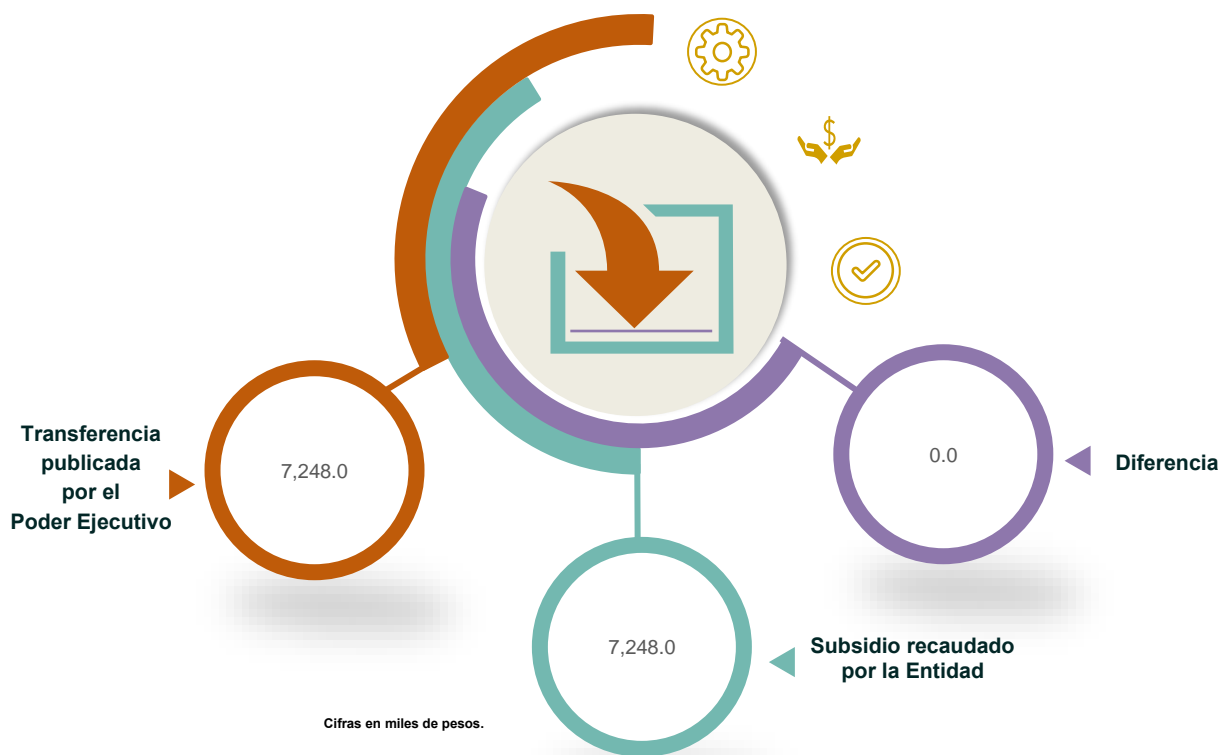 Transferencia
publicada
por el
Poder Ejecutivo
7,248.0
0.0
Diferencia
7,248.0
Subsidio recaudado
por la Entidad
Cifras en miles de pesos.
$